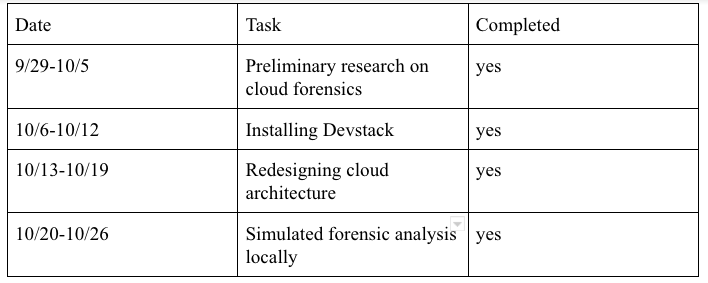 Date Task Completed
9/29-10/5 Preliminary research on yes
cloud forensics
10/6-10/12 Installing Devstack yes
10/13-10/19 Redesigning cloud yes
architecture
10/20-10/26 Simulated forensic analysis yes
locally